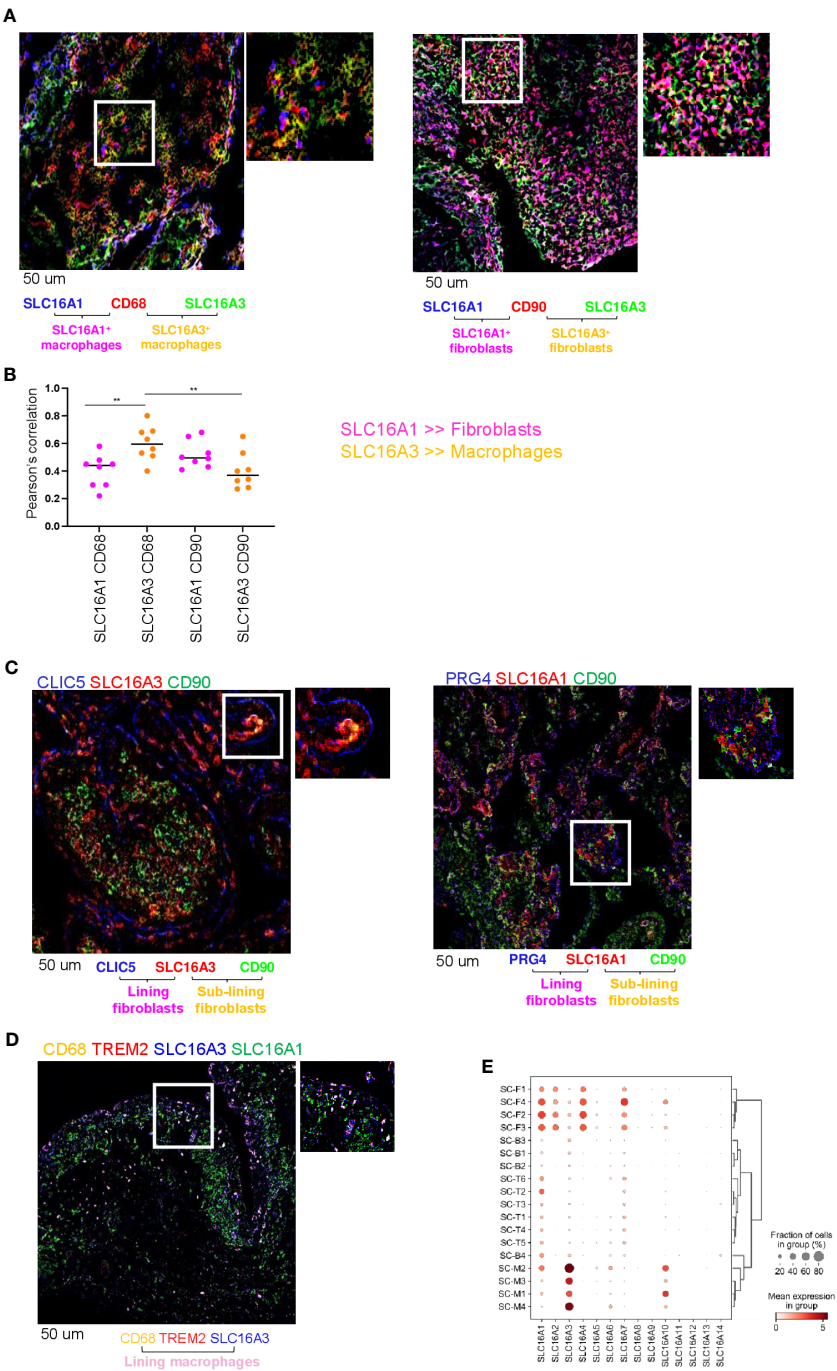 A
50 um
SLC16A1 CD68 SLC16A3
SLC16A1⁺ macrophages
SLC16A3⁺ macrophages
50 um
SLC16A1 CD90 SLC16A3
SLC16A1⁺ fibroblasts
SLC16A3⁺ fibroblasts
B
Pearson's correlation
1.0
0.8
0.6
0.4
0.2
0.0
**
**
SLC16A1 CD68
SLC16A3 CD68
SLC16A1 CD90
SLC16A3 CD90
SLC16A1 >> Fibroblasts
SLC16A3 >> Macrophages
C
CLIC5 SLC16A3 CD90
50 um
CLIC5 SLC16A3 CD90
Lining fibroblasts
Sub-lining fibroblasts
PRG4 SLC16A1 CD90
50 um
PRG4 SLC16A1 CD90
Lining fibroblasts
Sub-lining fibroblasts
D
CD68 TREM2 SLC16A3 SLC16A1
50 um
CD68 TREM2 SLC16A3
Lining macrophages
E
SC-F1
SC-F4
SC-F2
SC-F3
SC-B3
SC-B1
SC-B2
SC-T6
SC-T2
SC-T3
SC-T1
SC-T4
SC-T5
SC-B4
SC-M2
SC-M3
SC-M1
SC-M4
SLC16A1
SLC16A2
SLC16A3
SLC16A4
SLC16A5
SLC16A6
SLC16A7
SLC16A8
SLC16A9
SLC16A10
SLC16A11
SLC16A12
SLC16A13
SLC16A14
Fraction of cells
in group (%)
20 40 60 80
Mean expression
in group
0 5